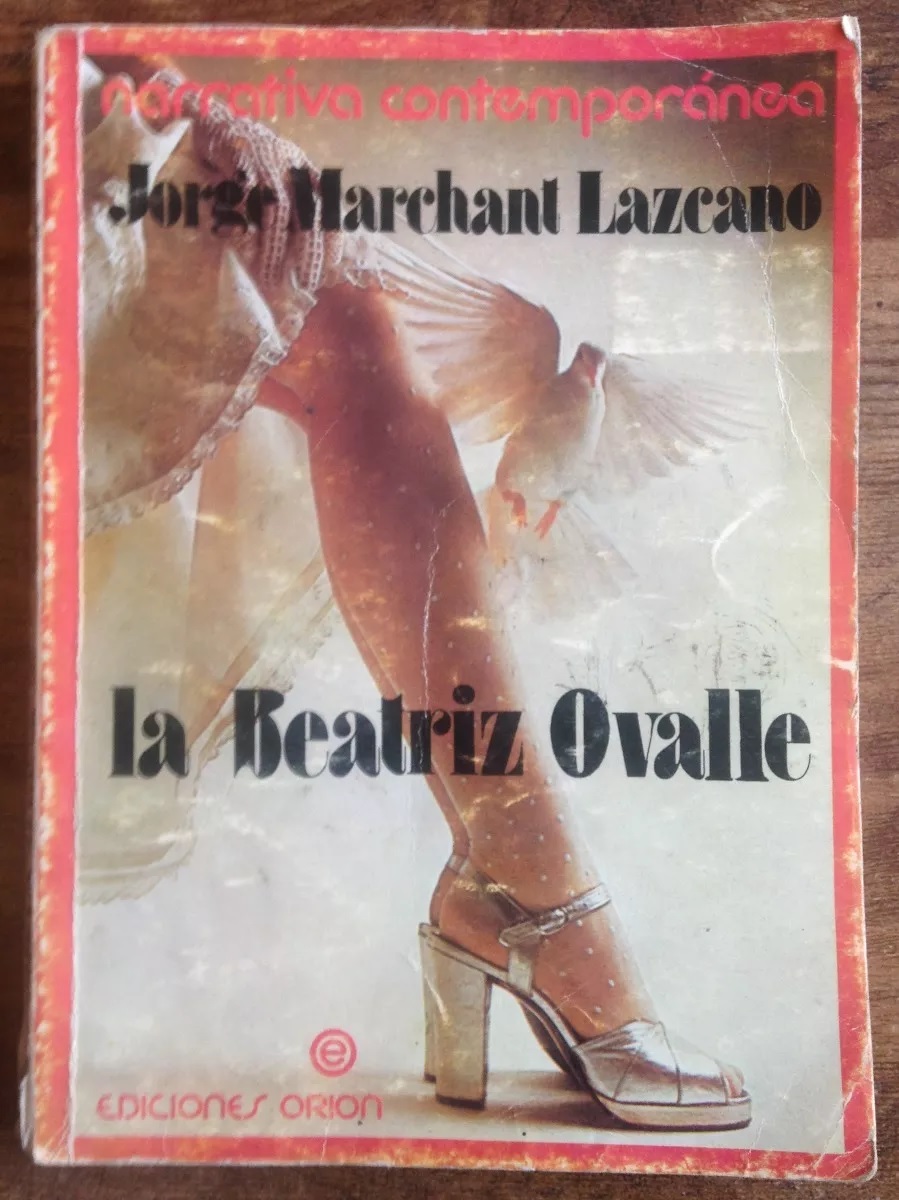 narrativa contemporánea
Jorge Marchant Lazcano
la Beatriz Ovalle
e
EDICIONES ORION